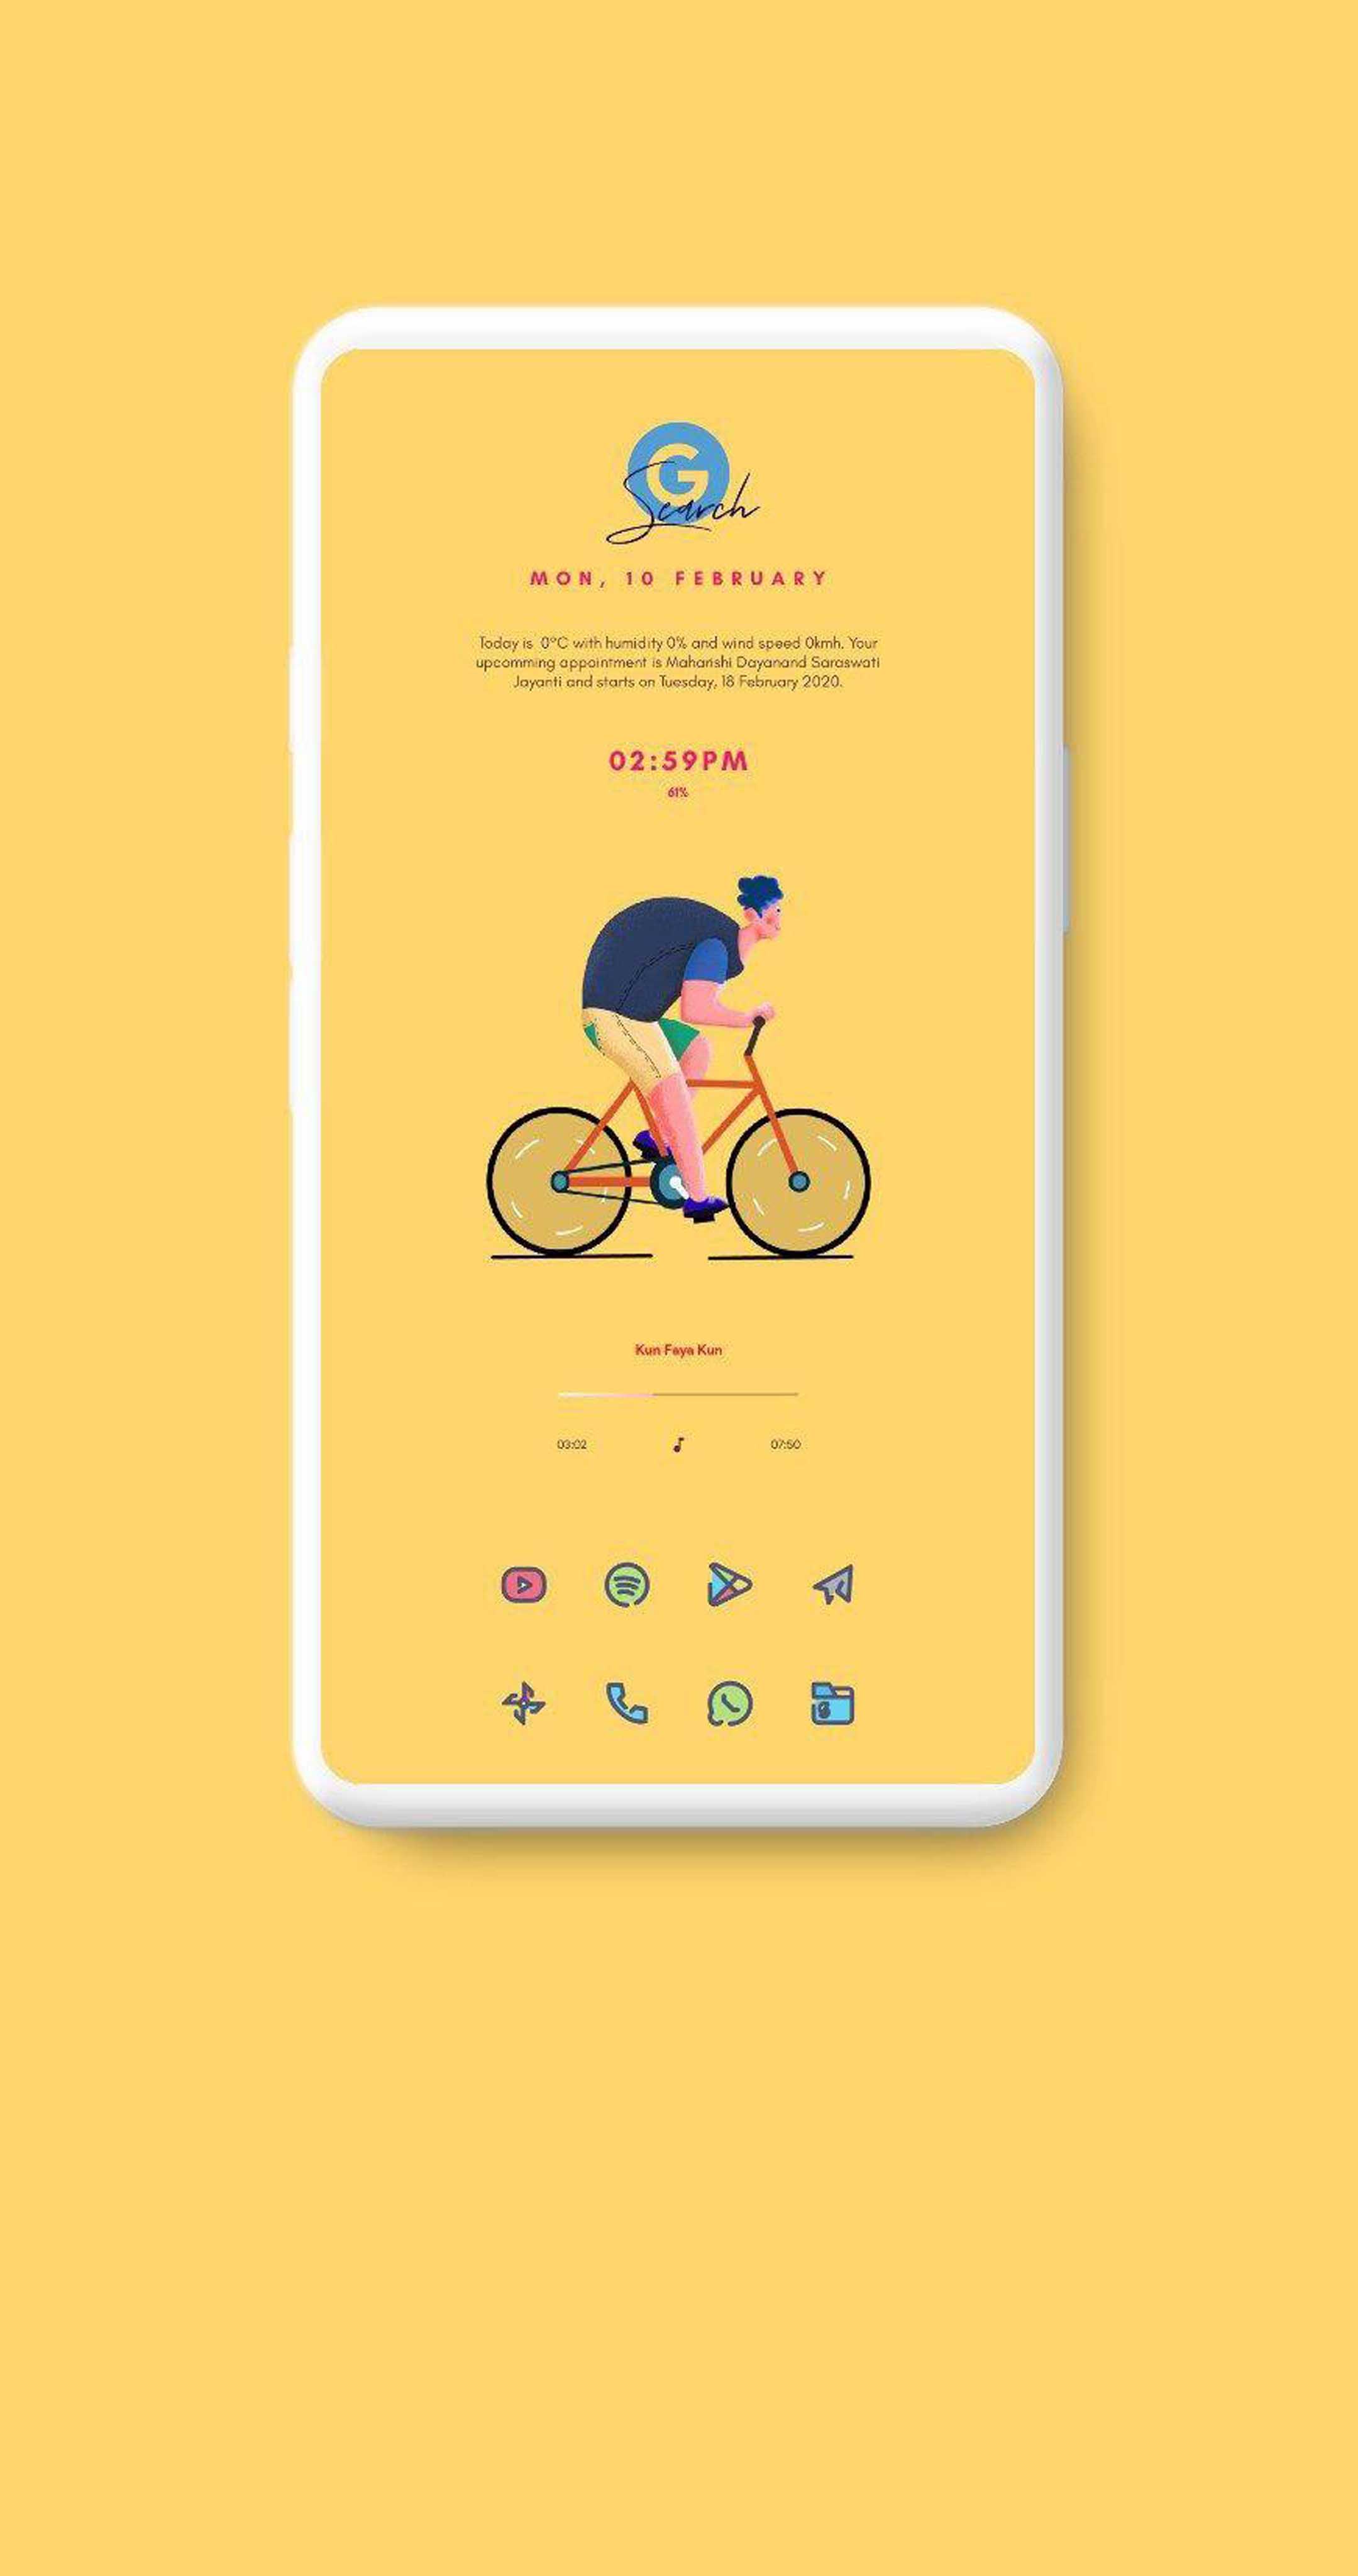 G
Search
MON, 10 FEBRUARY
Today is 0°C with humidity 0% and wind speed 0kmh. Your
upcomming appointment is Maharishi Dayanand Saraswati
Jayanti and starts on Tuesday, 18 February 2020.
02:59PM
61%
Kun Faya Kun
03:02 07:50